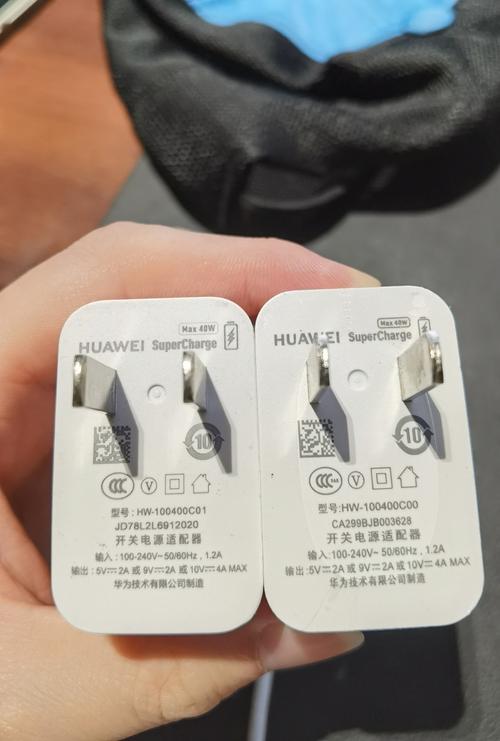 Max 40W
HUAWEI SuperCharge
10
CCC V
型号: HW-100400C01
JD78L2L6912020
开关电源适配器
输入: 100-240V~ 50/60Hz, 1.2A
输出: 5V⎓2A 或 9V⎓2A 或 10V⎓4A MAX
华为技术有限公司制造
Max 40W
HUAWEI SuperCharge
10
CCC V
型号: HW-100400C00
CA299BJB003628
开关电源适配器
输入: 100-240V~ 50/60Hz, 1.2A
输出: 5V⎓2A 或 9V⎓2A 或 10V⎓4A MAX
华为技术有限公司制造